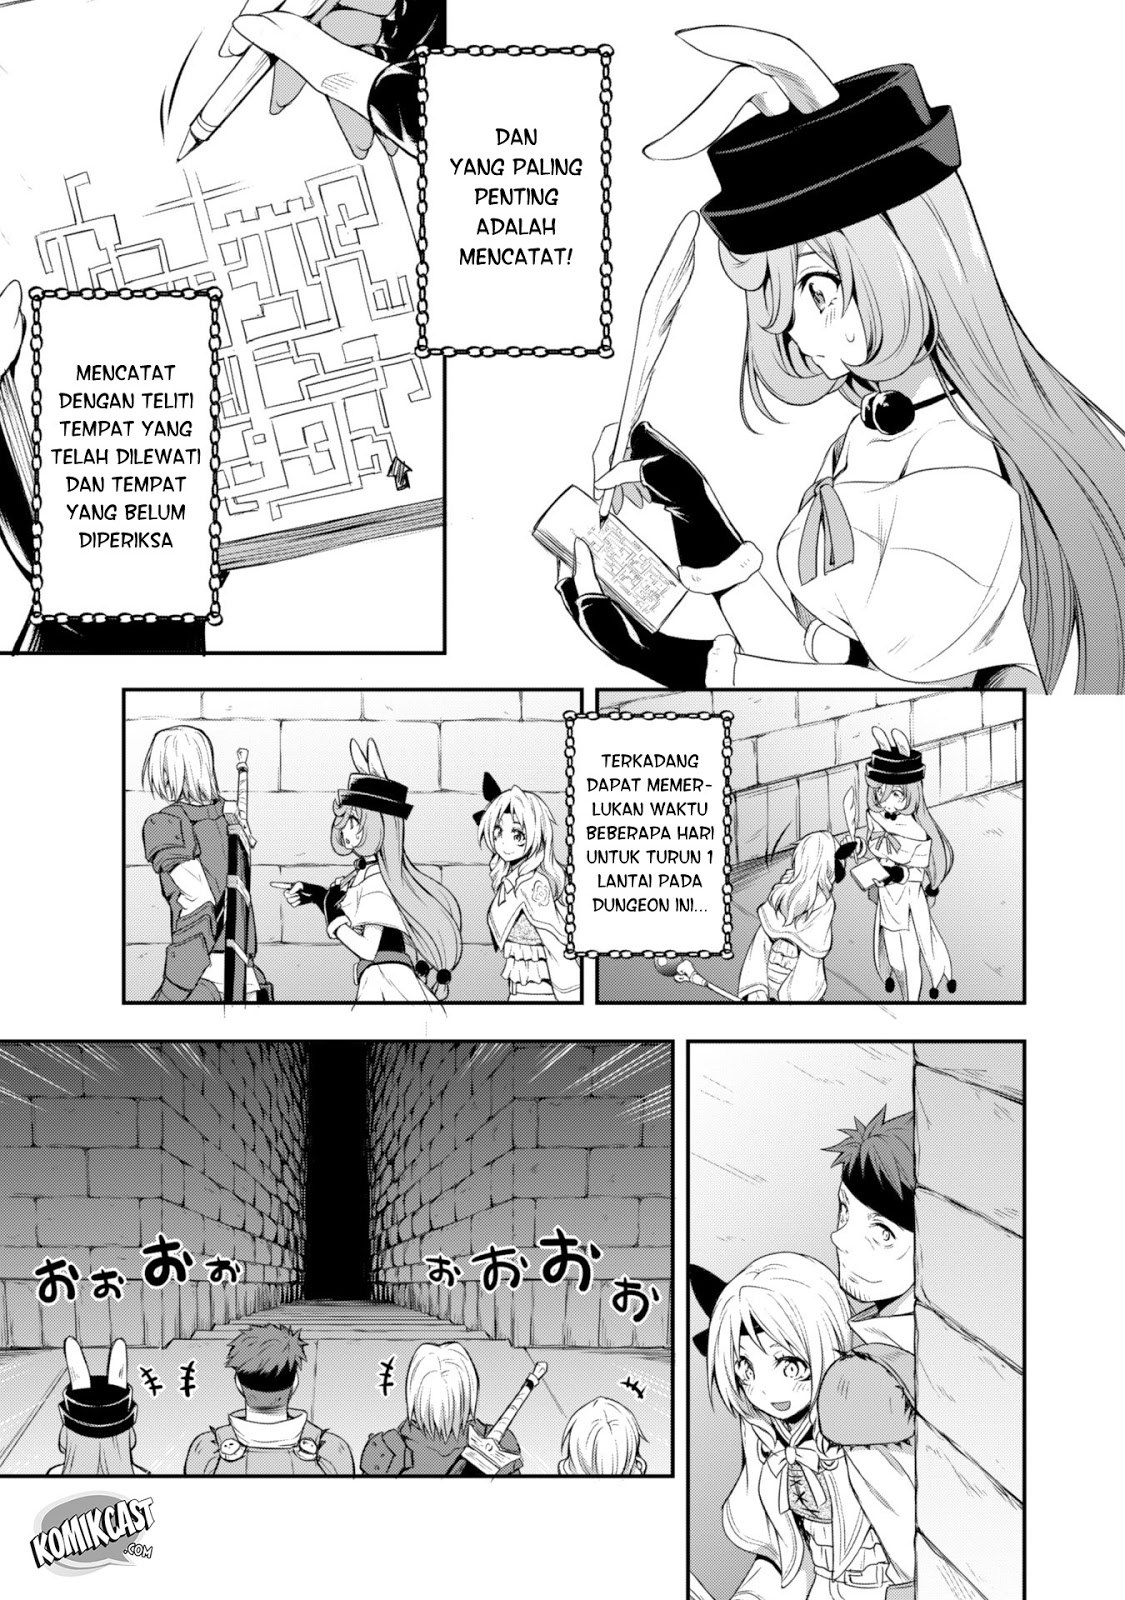 DAN
YANG PALING
PENTING
ADALAH
MENCATAT!
MENCATAT
DENGAN TELITI
TEMPAT YANG
TELAH DILEWATI
DAN TEMPAT
YANG BELUM
DIPERIKSA
TERKADANG
DAPAT MEMER-
LUKAN WAKTU
BEBERAPA HARI
UNTUK TURUN 1
LANTAI PADA
DUNGEON INI...
おぉおぉ
ぉおおぉ
KOMIKCAST
.COM